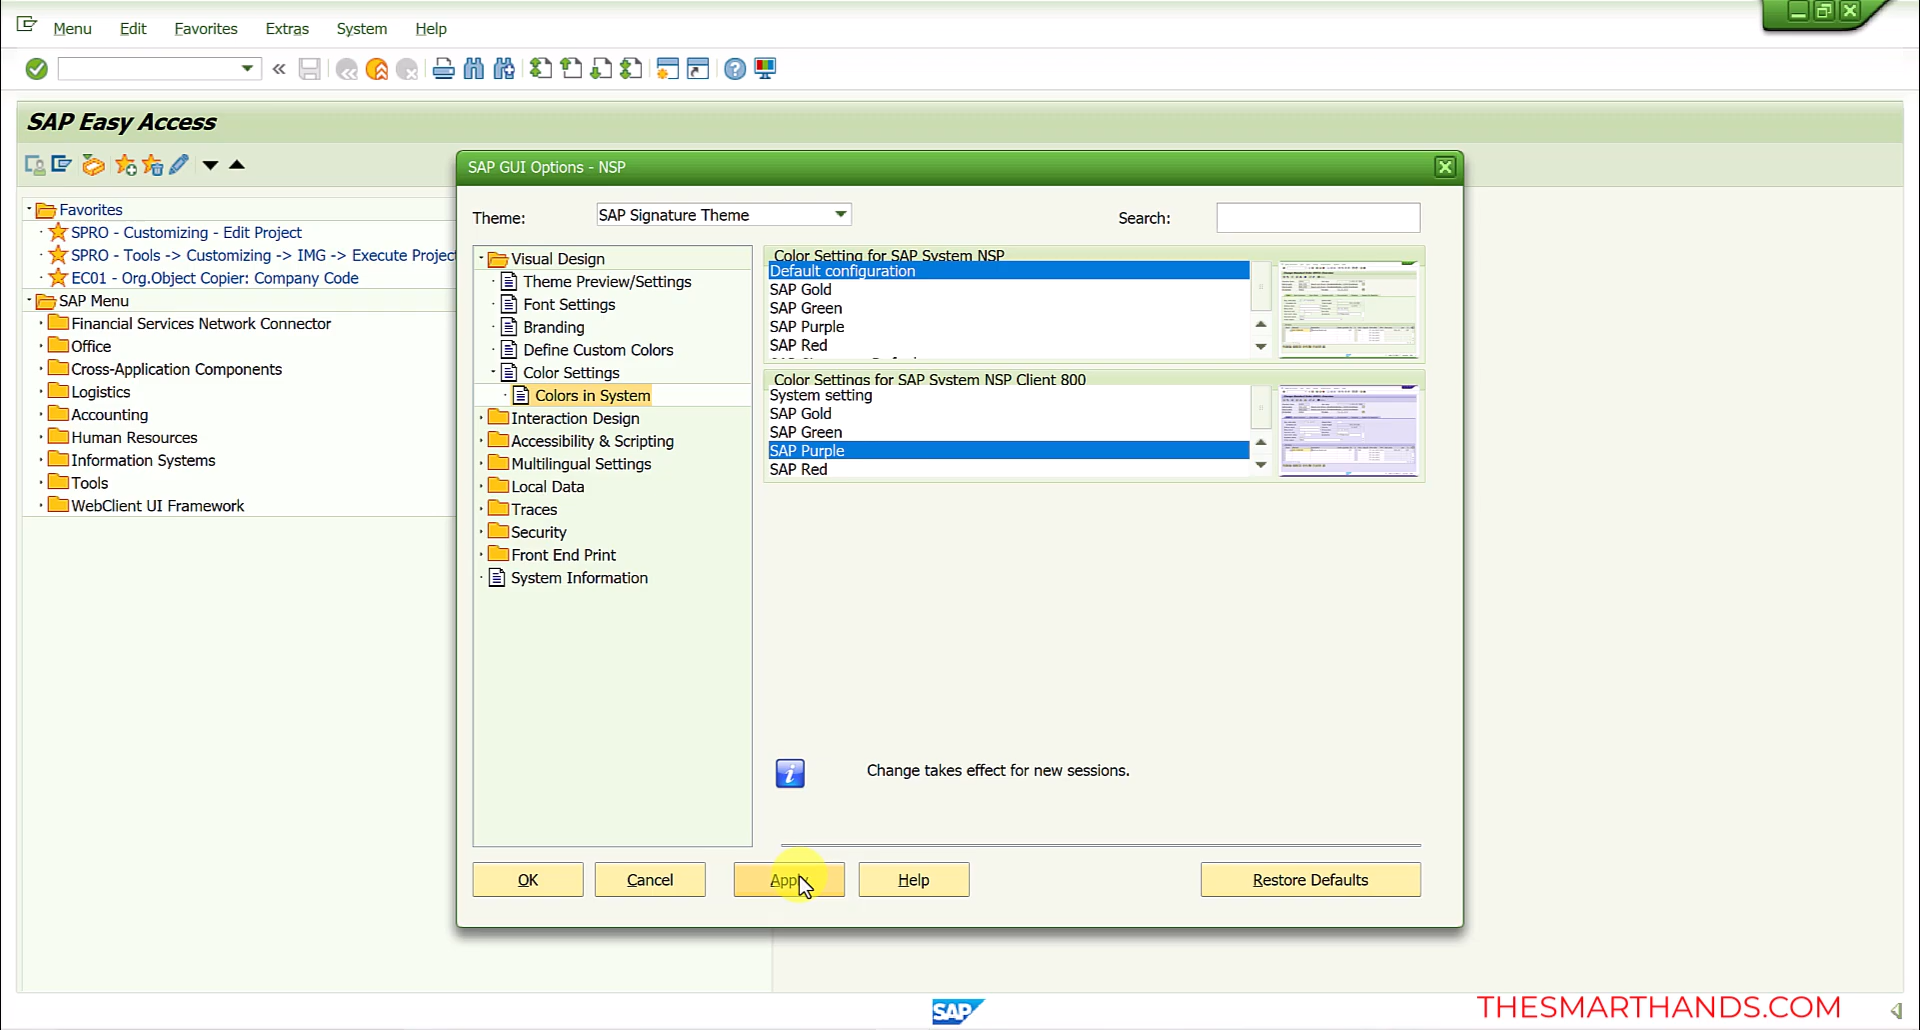 Menu Edit Favorites Extras System Help
SAP Easy Access
SAP GUI Options - NSP
Theme: SAP Signature Theme Search:
Favorites
SPRO - Customizing - Edit Project
SPRO - Tools -> Customizing -> IMG -> Execute Projec
EC01 - Org.Object Copier: Company Code
SAP Menu
Financial Services Network Connector
Office
Cross-Application Components
Logistics
Accounting
Human Resources
Information Systems
Tools
WebClient UI Framework
Visual Design
Theme Preview/Settings
Font Settings
Branding
Define Custom Colors
Color Settings
Colors in System
Interaction Design
Accessibility & Scripting
Multilingual Settings
Local Data
Traces
Security
Front End Print
System Information
Color Setting for SAP System NSP
Default configuration
SAP Gold
SAP Green
SAP Purple
SAP Red
Color Settings for SAP System NSP Client 800
System setting
SAP Gold
SAP Green
SAP Purple
SAP Red
Change takes effect for new sessions.
OK Cancel Apply Help Restore Defaults
SAP
THESMARTHANDS.COM